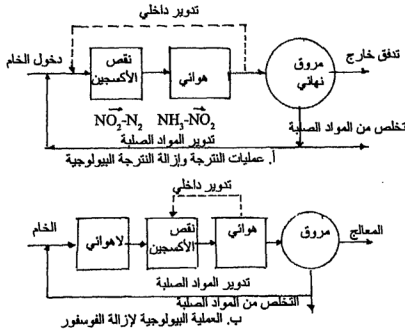 تدوير داخلي
دخول الخام
نقص الأكسجين
هوائي
مروق نهائي
تدفق خارج
NO₂-N₂
NH₃-NO₂
تخلص من المواد الصلبة
تدوير المواد الصلبة
أ. عمليات النترجة وإزالة النترجة البيولوجية
تدوير داخلي
الخام
لاهوائي
نقص الأكسجين
هوائي
مروق
المعالج
تدوير المواد الصلبة
التخلص من المواد الصلبة
ب. العملية البيولوجية لإزالة الفوسفور